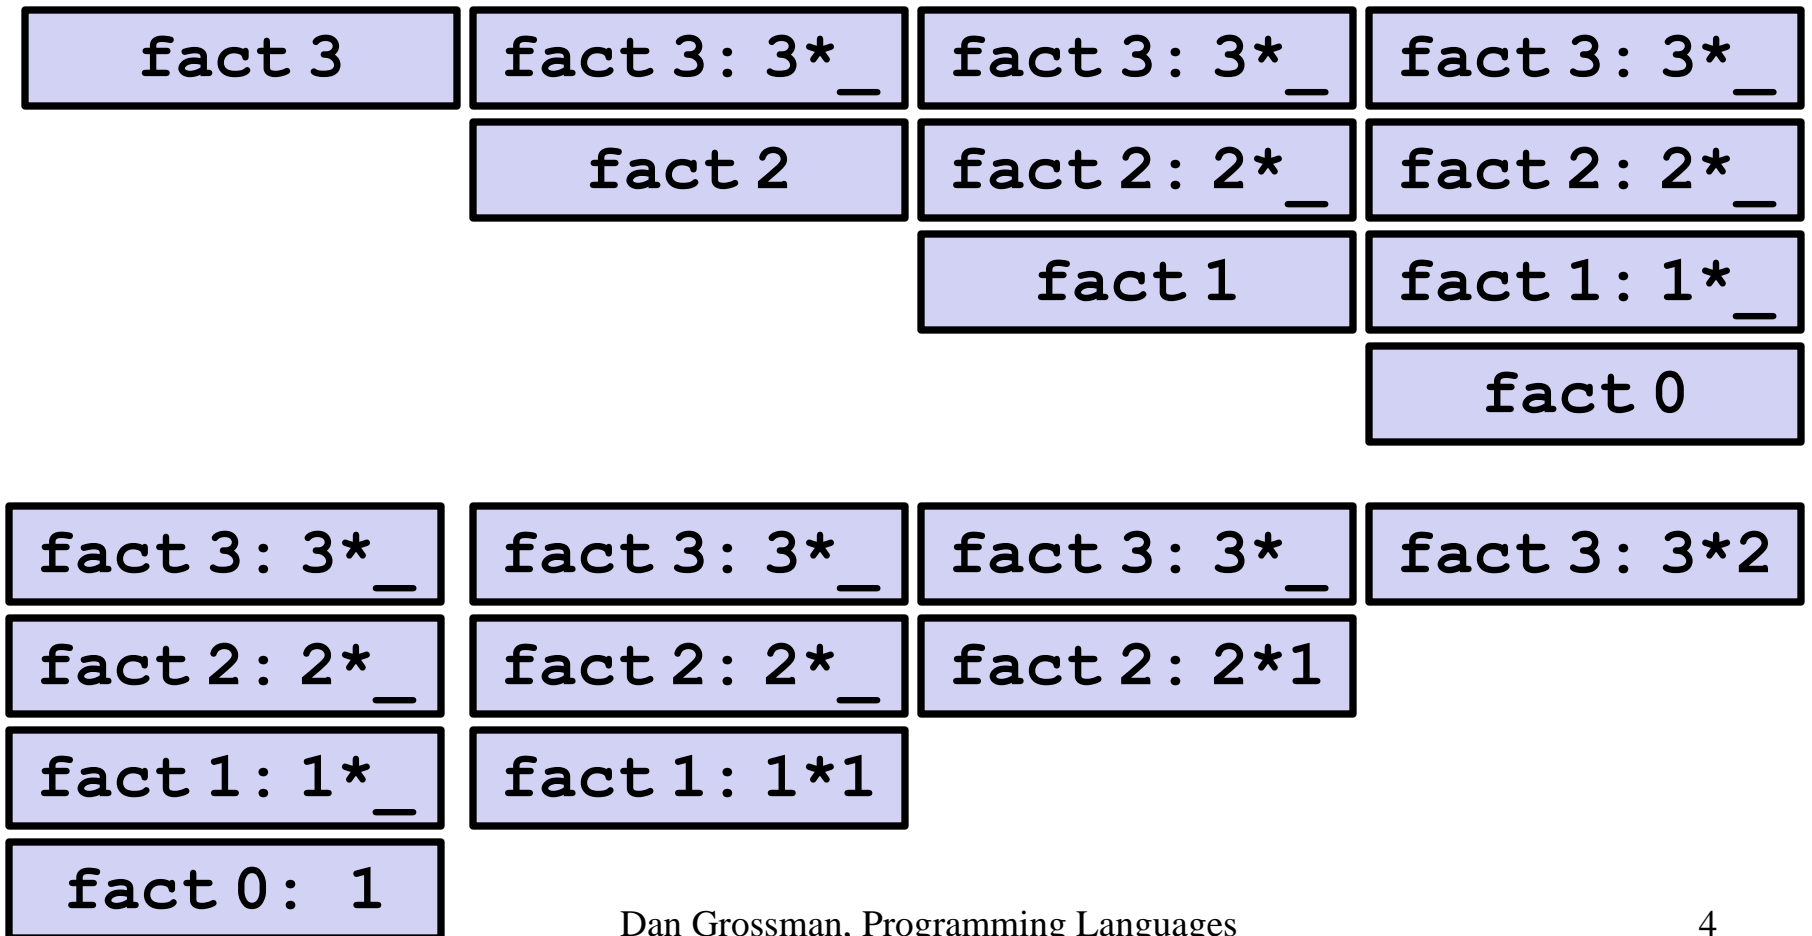 fact 3 fact 3: 3*_ fact 3: 3*_ fact 3: 3*_
fact 2 fact 2: 2*_ fact 2: 2*_
fact 1 fact 1: 1*_
fact 0
fact 3: 3*_ fact 3: 3*_ fact 3: 3*_ fact 3: 3*2
fact 2: 2*_ fact 2: 2*_ fact 2: 2*1
fact 1: 1*_ fact 1: 1*1
fact 0: 1
Dan Grossman, Programming Languages 4